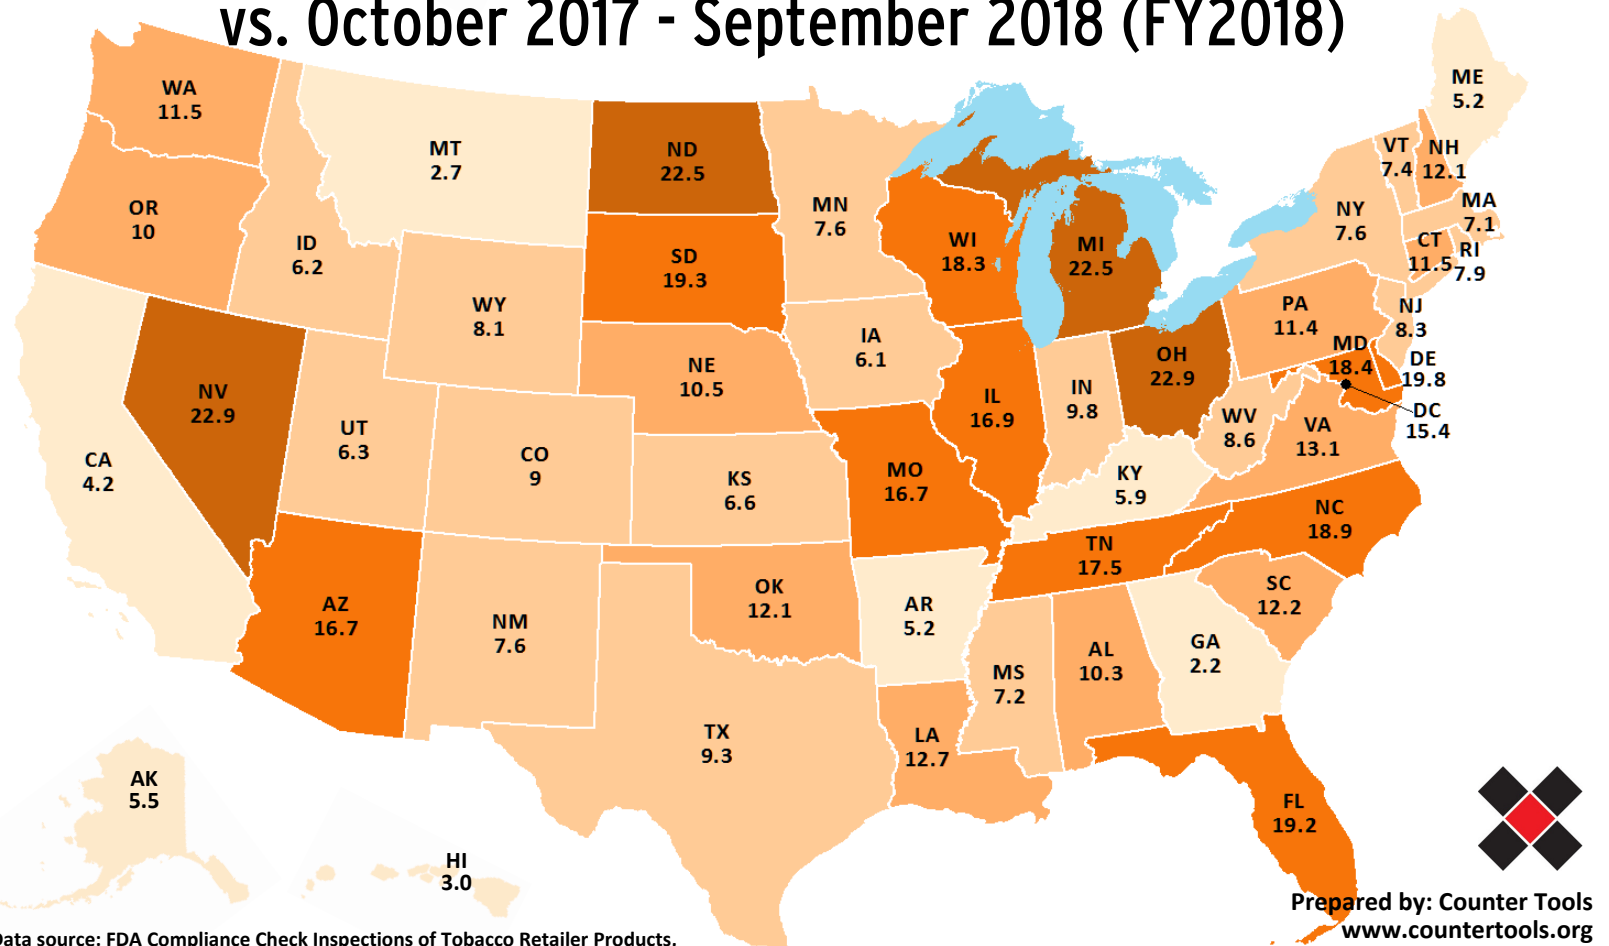 vs. October 2017 - September 2018 (FY2018)
WA
11.5
OR
10
ID
6.2
MT
2.7
ND
22.5
SD
19.3
WY
8.1
NE
10.5
MN
7.6
IA
6.1
WI
18.3
MI
22.5
IL
16.9
IN
9.8
OH
22.9
PA
11.4
NY
7.6
VT
7.4
NH
12.1
ME
5.2
MA
7.1
CT
11.5
RI
7.9
NJ
8.3
MD
18.4
DE
19.8
DC
15.4
WV
8.6
VA
13.1
KY
5.9
NC
18.9
TN
17.5
SC
12.2
GA
2.2
AL
10.3
MS
7.2
FL
19.2
LA
12.7
AR
5.2
MO
16.7
KS
6.6
OK
12.1
TX
9.3
CO
9
NM
7.6
UT
6.3
AZ
16.7
NV
22.9
CA
4.2
AK
5.5
HI
3.0
Data source: FDA Compliance Check Inspections of Tobacco Retailer Products.
Prepared by: Counter Tools
www.countertools.org